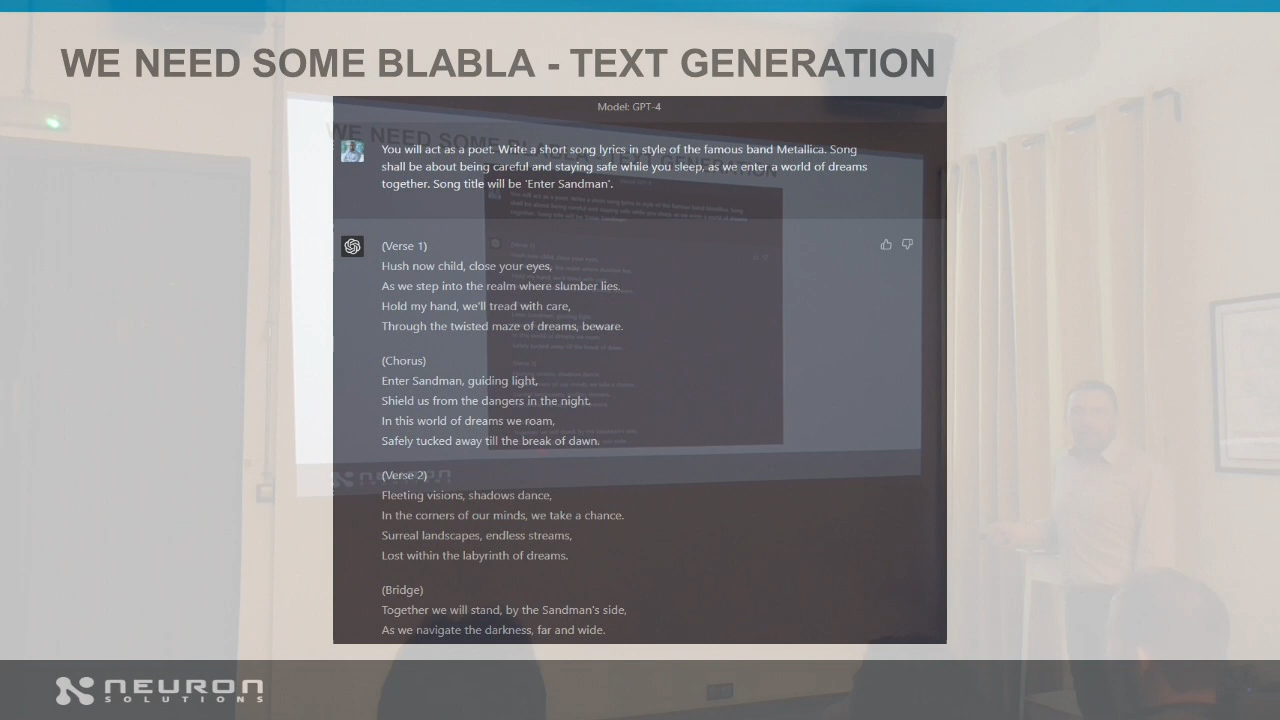 WE NEED SOME BLABLA - TEXT GENERATION
Model: GPT-4
You will act as a poet. Write a short song lyrics in style of the famous band Metallica. Song
shall be about being careful and staying safe while you sleep, as we enter a world of dreams
together. Song title will be 'Enter Sandman'.
(Verse 1)
Hush now child, close your eyes,
As we step into the realm where slumber lies.
Hold my hand, we'll tread with care,
Through the twisted maze of dreams, beware.
(Chorus)
Enter Sandman, guiding light,
Shield us from the dangers in the night.
In this world of dreams we roam,
Safely tucked away till the break of dawn.
(Verse 2)
Fleeting visions, shadows dance,
In the corners of our minds, we take a chance.
Surreal landscapes, endless streams,
Lost within the labyrinth of dreams.
(Bridge)
Together we will stand, by the Sandman's side,
As we navigate the darkness, far and wide.
NEURON
SOLUTIONS